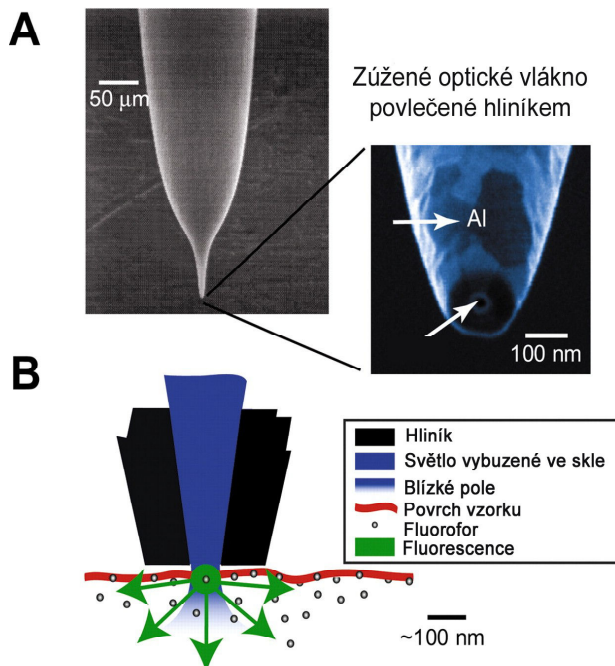 A
50 µm
Zúžené optické vlákno
povlečené hliníkem
Al
100 nm
B
Hliník
Světlo vybuzené ve skle
Blízké pole
Povrch vzorku
Fluorofor
Fluorescence
~100 nm